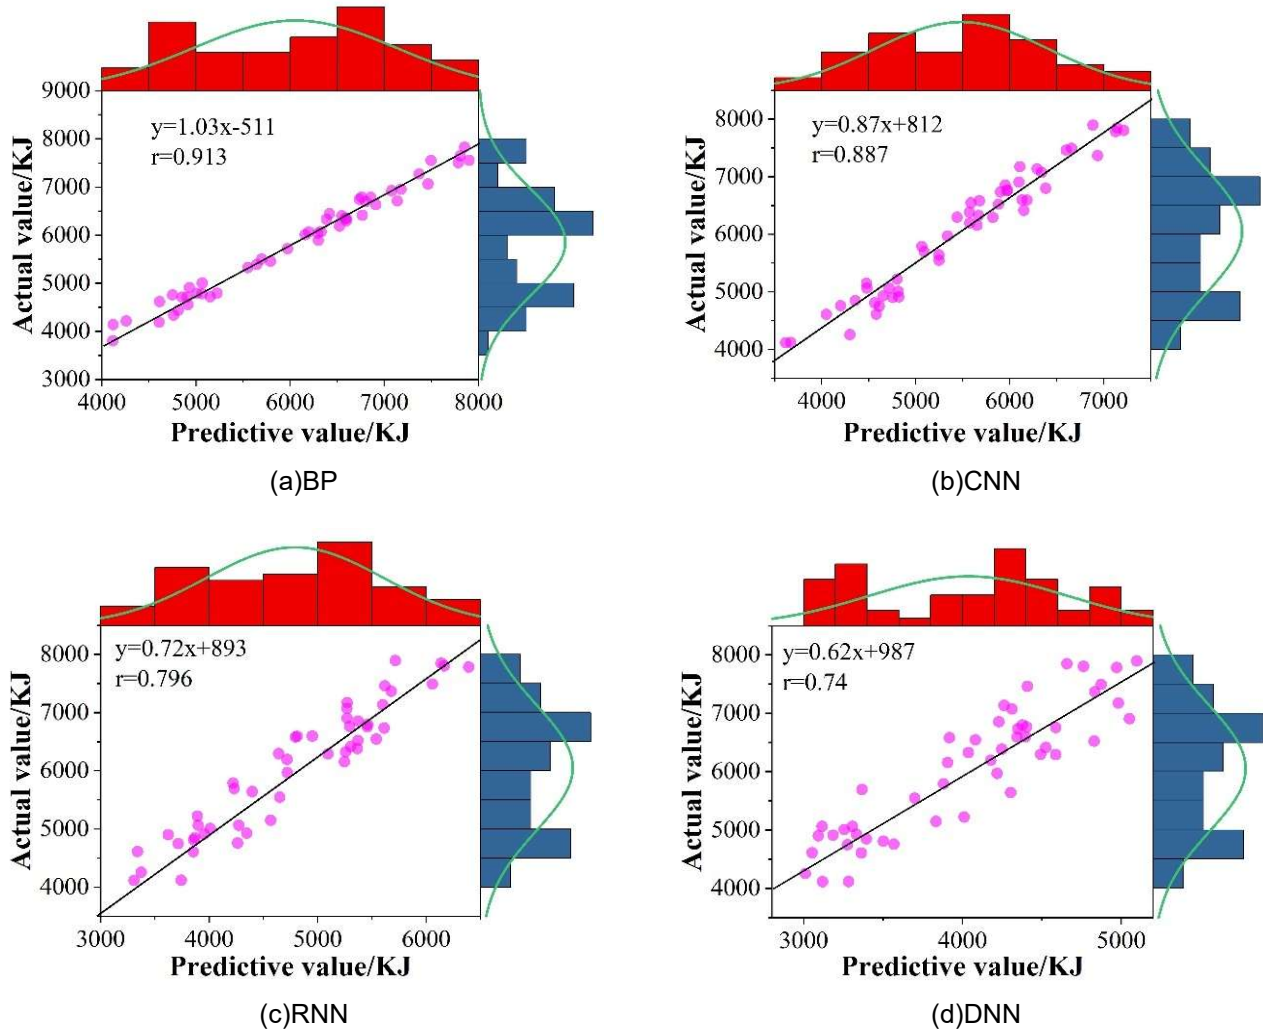 9000
8000
7000
6000
5000
4000
3000
Actual value/KJ
y=1.03x-511
r=0.913
4000 5000 6000 7000 8000
Predictive value/KJ
(a)BP
8000
7000
6000
5000
4000
Actual value/KJ
y=0.87x+812
r=0.887
4000 5000 6000 7000
Predictive value/KJ
(b)CNN
8000
7000
6000
5000
4000
Actual value/KJ
y=0.72x+893
r=0.796
3000 4000 5000 6000
Predictive value/KJ
(c)RNN
8000
7000
6000
5000
4000
Actual value/KJ
y=0.62x+987
r=0.74
3000 4000 5000
Predictive value/KJ
(d)DNN